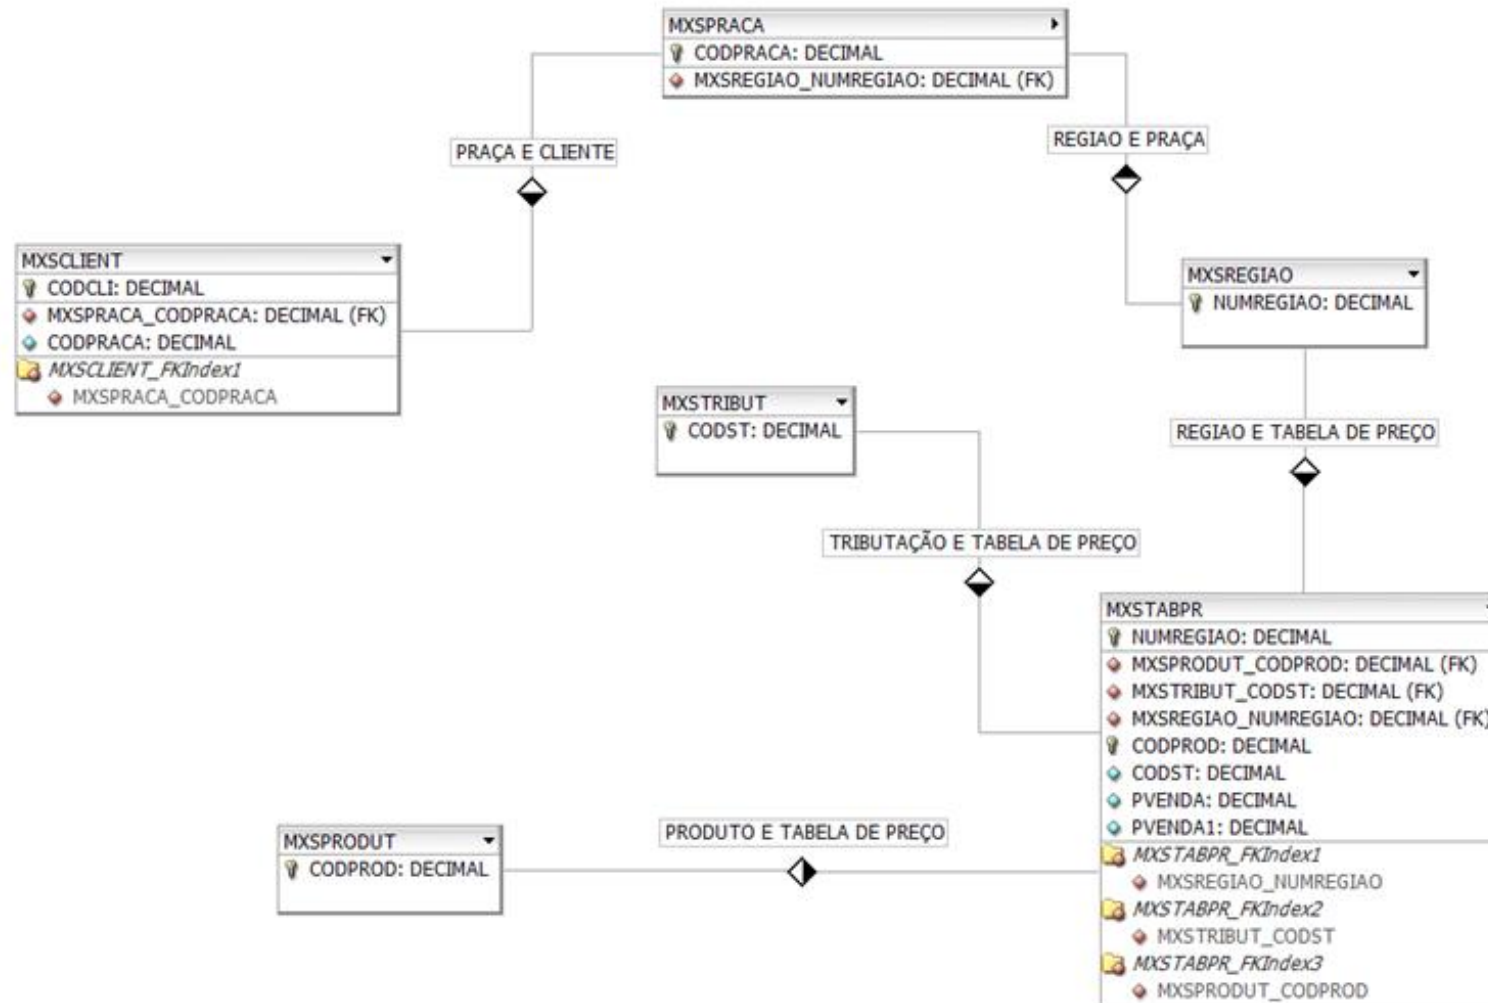 MXSPRACA
CODPRACA: DECIMAL
MXSREGIAO_NUMREGIAO: DECIMAL (FK)
PRAÇA E CLIENTE
REGIAO E PRAÇA
MXSCLIENT
CODCLI: DECIMAL
MXSPRACA_CODPRACA: DECIMAL (FK)
CODPRACA: DECIMAL
MXSCLIENT_FKIndex1
MXSPRACA_CODPRACA
MXSREGIAO
NUMREGIAO: DECIMAL
MXSTRIBUT
CODST: DECIMAL
REGIAO E TABELA DE PREÇO
TRIBUTAÇÃO E TABELA DE PREÇO
MXSTABPR
NUMREGIAO: DECIMAL
MXSPRODUT_CODPROD: DECIMAL (FK)
MXSTRIBUT_CODST: DECIMAL (FK)
MXSREGIAO_NUMREGIAO: DECIMAL (FK)
CODPROD: DECIMAL
CODST: DECIMAL
PVENDA: DECIMAL
PVENDA1: DECIMAL
MXSTABPR_FKIndex1
MXSREGIAO_NUMREGIAO
MXSTABPR_FKIndex2
MXSTRIBUT_CODST
MXSTABPR_FKIndex3
MXSPRODUT_CODPROD
MXSPRODUT
CODPROD: DECIMAL
PRODUTO E TABELA DE PREÇO